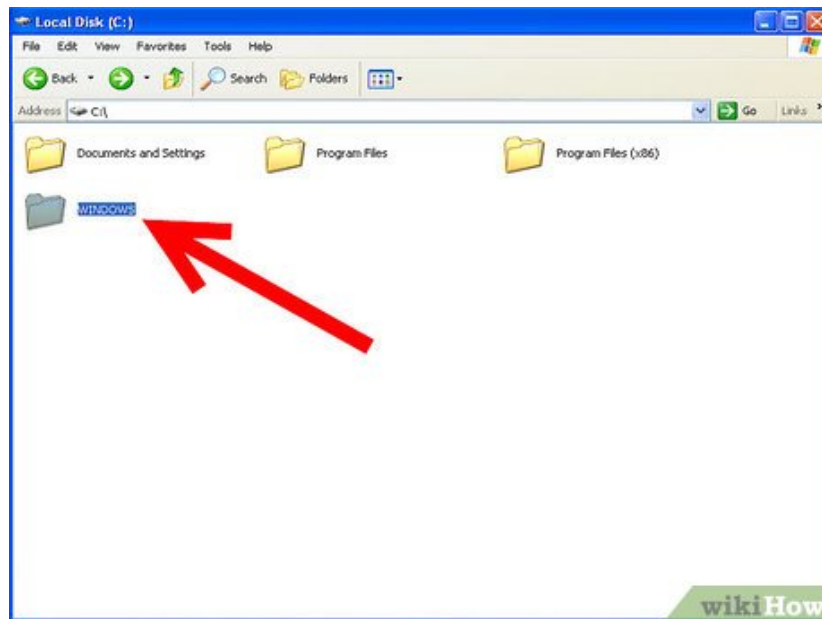 Local Disk (C:)
File Edit View Favorites Tools Help
Back Search Folders
Address C:\ Go Links »
Documents and Settings Program Files Program Files (x86)
WINDOWS
wikiHow